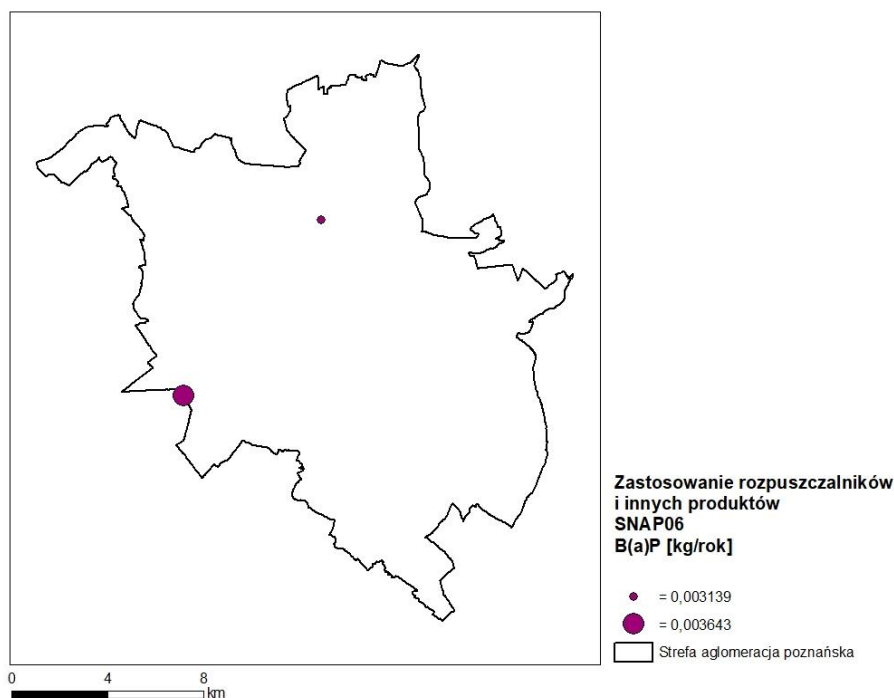 Zastosowanie rozpuszczalników
i innych produktów
SNAP06
B(a)P [kg/rok]
= 0,003139
= 0,003643
Strefa aglomeracja poznańska
0 4 8
km